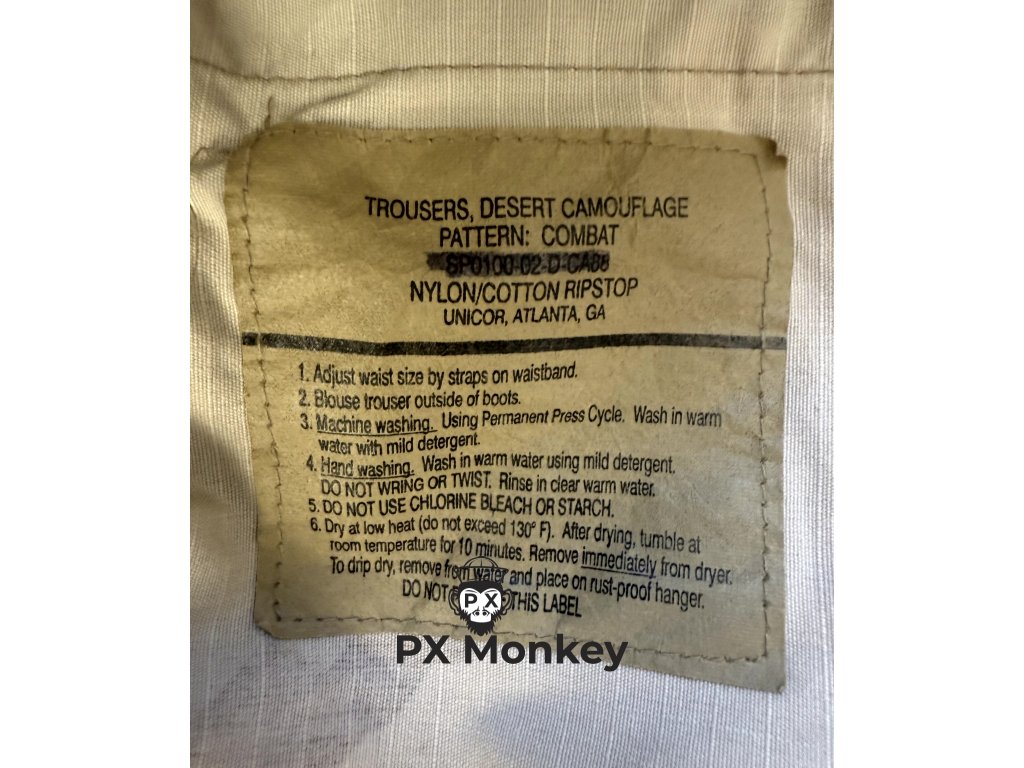 TROUSERS, DESERT CAMOUFLAGE
PATTERN: COMBAT
SP0100-02-D-CA86
NYLON/COTTON RIPSTOP
UNICOR, ATLANTA, GA
1. Adjust waist size by straps on waistband.
2. Blouse trouser outside of boots.
3. Machine washing. Using Permanent Press Cycle. Wash in warm
water with mild detergent.
4. Hand washing. Wash in warm water using mild detergent.
DO NOT WRING OR TWIST. Rinse in clear warm water.
5. DO NOT USE CHLORINE BLEACH OR STARCH.
6. Dry at low heat (do not exceed 130° F). After drying, tumble at
room temperature for 10 minutes. Remove immediately from dryer.
To drip dry, remove from water and place on rust-proof hanger.
DO NOT THIS LABEL
PX
PX Monkey